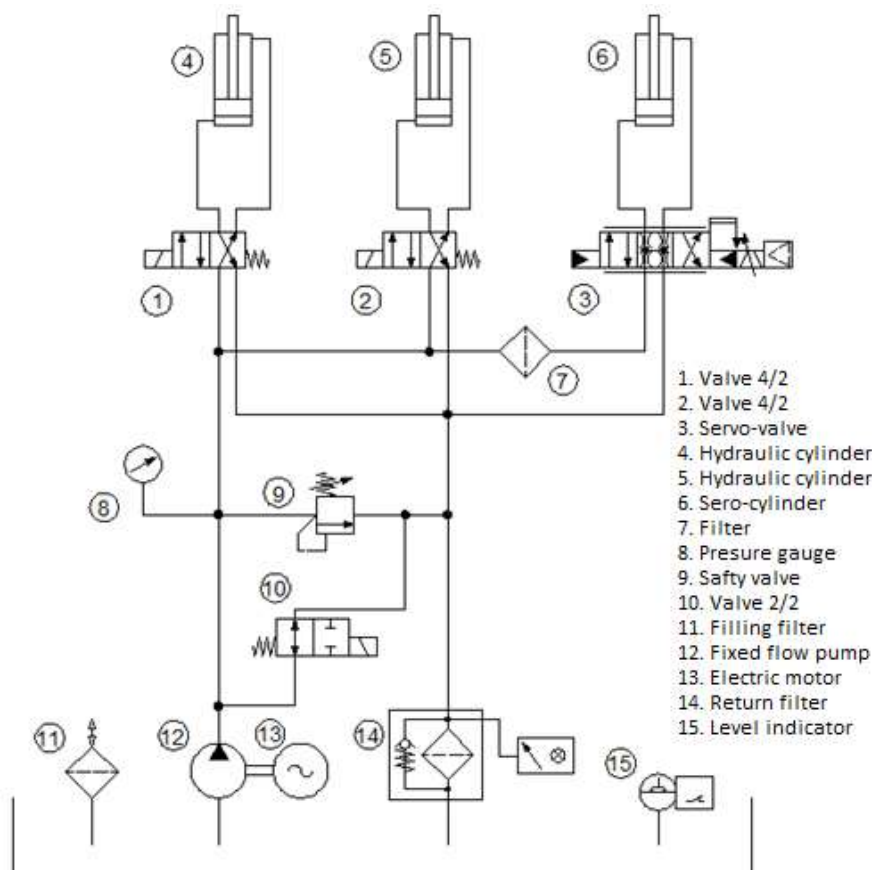 4
5
6
1
2
3
7
1. Valve 4/2
2. Valve 4/2
3. Servo-valve
4. Hydraulic cylinder
5. Hydraulic cylinder
6. Sero-cylinder
7. Filter
8. Presure gauge
9. Safty valve
10. Valve 2/2
11. Filling filter
12. Fixed flow pump
13. Electric motor
14. Return filter
15. Level indicator
8
9
10
11
12
13
14
15